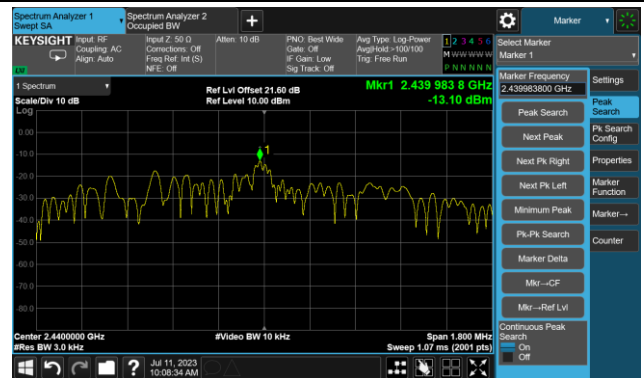 Spectrum Analyzer 1
Swept SA
Spectrum Analyzer 2
Occupied BW
Marker
KEYSIGHT
Input: RF
Coupling: AC
Align: Auto
Input Z: 50 Ω
Corrections: Off
Freq Ref: Int (S)
NFE: Off
Atten: 10 dB
PNO: Best Wide
Gate: Off
IF Gain: Low
Sig Track: Off
Avg Type: Log-Power
Avg|Hold:>100/100
Trig: Free Run
1 2 3 4 5 6
M W W W W W
P N N N N N
LW
Select Marker
Marker 1
1 Spectrum
Scale/Div 10 dB
Log
Ref Lvl Offset 21.60 dB
Ref Level 10.00 dBm
Mkr1 2.439 983 8 GHz
-13.10 dBm
0.00
-10.0
-20.0
-30.0
-40.0
-50.0
-60.0
-70.0
-80.0
1
Center 2.4400000 GHz
#Res BW 3.0 kHz
#Video BW 10 kHz
Span 1.800 MHz
Sweep 1.07 ms (2001 pts)
Marker Frequency
2.439983800 GHz
Peak Search
Next Peak
Next Pk Right
Next Pk Left
Minimum Peak
Pk-Pk Search
Marker Delta
Mkr→CF
Mkr→Ref Lvl
Continuous Peak
Search
On
Off
Settings
Peak
Search
Pk Search
Config
Properties
Marker
Function
Marker→
Counter
?
Jul 11, 2023
10:08:34 AM